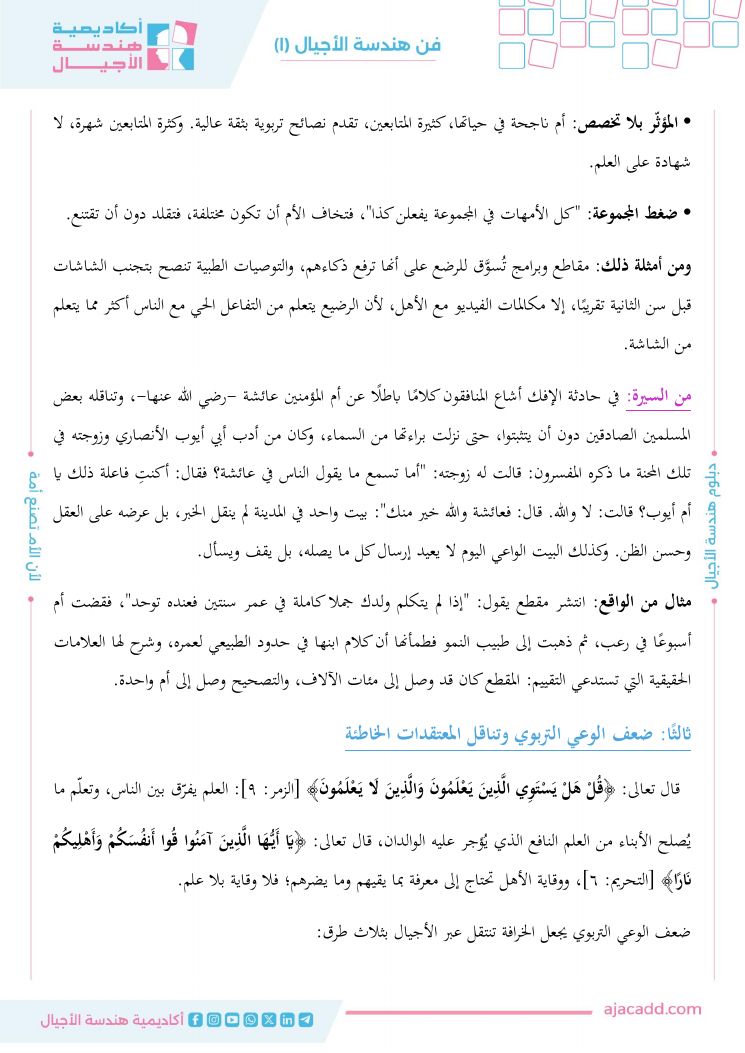 أكاديمية
هندسة
الأجيال
فن هندسة الأجيال (١)
• المؤثّر بلا تخصص: أم ناجحة في حياتها، كثيرة المتابعين، تقدم نصائح تربوية بثقة عالية. وكثرة المتابعين شهرة، لا
شهادة على العلم.
• ضغط المجموعة: "كل الأمهات في المجموعة يفعلن كذا"، فتخاف الأم أن تكون مختلفة، فتقلد دون أن تقتنع.
ومن أمثلة ذلك: مقاطع وبرامج تُسوَّق للرضع على أنها ترفع ذكاءهم، والتوصيات الطبية تنصح بتجنب الشاشات
قبل سن الثانية تقريبًا، إلا مكالمات الفيديو مع الأهل، لأن الرضيع يتعلم من التفاعل الحي مع الناس أكثر مما يتعلم
من الشاشة.
من السيرة: في حادثة الإفك أشاع المنافقون كلامًا باطلًا عن أم المؤمنين عائشة -رضي الله عنها-، وتناقله بعض
المسلمين الصادقين دون أن يتثبتوا، حتى نزلت براءتها من السماء، وكان من أدب أبي أيوب الأنصاري وزوجته في
تلك المحنة ما ذكره المفسرون: قالت له زوجته: "أما تسمع ما يقول الناس في عائشة؟ فقال: أكنتِ فاعلة ذلك يا
أم أيوب؟ قالت: لا والله. قال: فعائشة والله خير منك": بيت واحد في المدينة لم ينقل الخبر، بل عرضه على العقل
وحسن الظن. وكذلك البيت الواعي اليوم لا يعيد إرسال كل ما يصله، بل يقف ويسأل.
مثال من الواقع: انتشر مقطع يقول: "إذا لم يتكلم ولدك جملا كاملة في عمر سنتين فعنده توحد"، فقضت أم
أسبوعًا في رعب، ثم ذهبت إلى طبيب النمو فطمأنها أن كلام ابنها في حدود الطبيعي لعمره، وشرح لها العلامات
الحقيقية التي تستدعي التقييم: المقطع كان قد وصل إلى مئات الآلاف، والتصحيح وصل إلى أم واحدة.
ثالثًا: ضعف الوعي التربوي وتناقل المعتقدات الخاطئة
قال تعالى: ﴿قُلْ هَلْ يَسْتَوِي الَّذِينَ يَعْلَمُونَ وَالَّذِينَ لَا يَعْلَمُونَ﴾ [الزمر: ٩]: العلم يفرّق بين الناس، وتعلّم ما
يُصلح الأبناء من العلم النافع الذي يُؤجر عليه الوالدان، قال تعالى: ﴿يَا أَيُّهَا الَّذِينَ آمَنُوا قُوا أَنفُسَكُمْ وَأَهْلِيكُمْ
نَارًا﴾ [التحريم: ٦]، ووقاية الأهل تحتاج إلى معرفة بما يقيهم وما يضرهم؛ فلا وقاية بلا علم.
ضعف الوعي التربوي يجعل الخرافة تنتقل عبر الأجيال بثلاث طرق:
دبلوم هندسة الأجيال
لأن الأم تصنع أمة
ajacadd.com
أكاديمية هندسة الأجيال